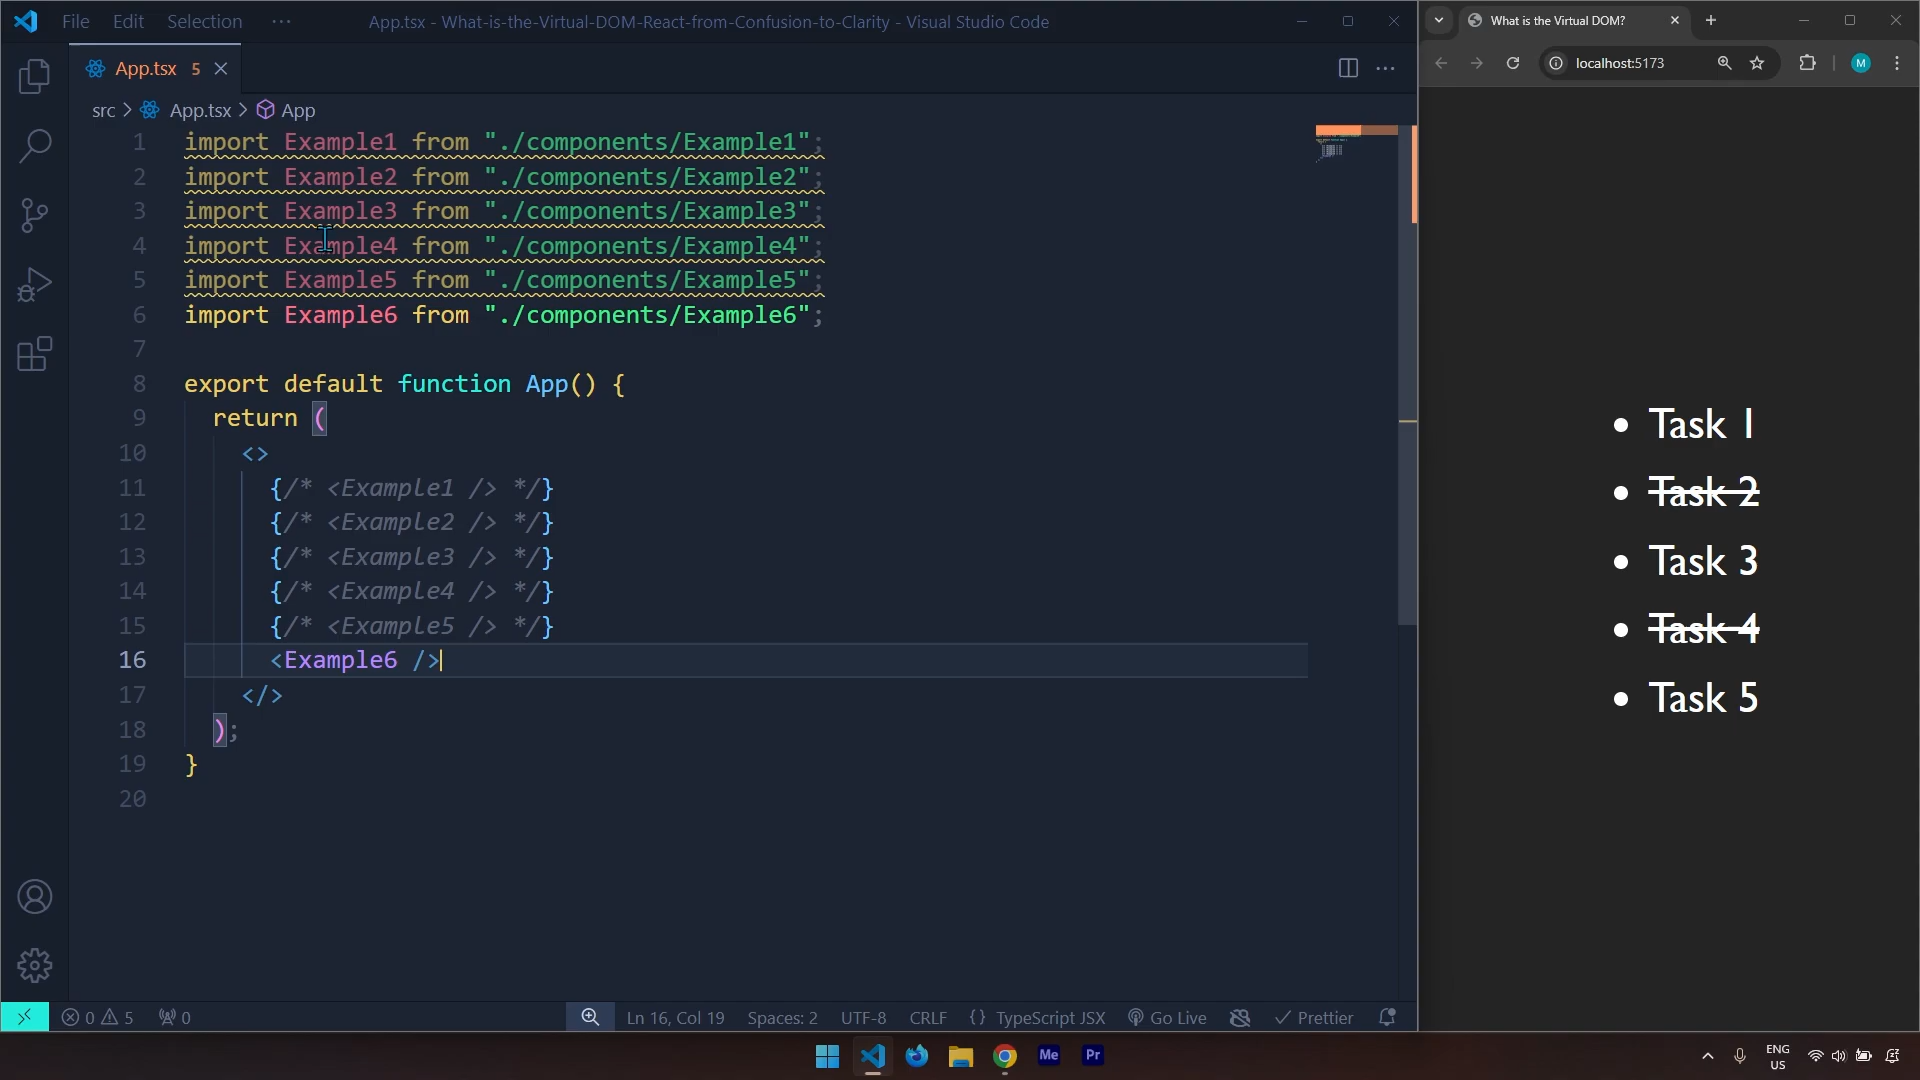 File Edit Selection ··· App.tsx - What-is-the-Virtual-DOM-React-from-Confusion-to-Clarity - Visual Studio Code
App.tsx 5
src > App.tsx > App
1 import Example1 from "./components/Example1";
2 import Example2 from "./components/Example2";
3 import Example3 from "./components/Example3";
4 import Example4 from "./components/Example4";
5 import Example5 from "./components/Example5";
6 import Example6 from "./components/Example6";
7
8 export default function App() {
9 return (
10 <>
11 {/* <Example1 /> */}
12 {/* <Example2 /> */}
13 {/* <Example3 /> */}
14 {/* <Example4 /> */}
15 {/* <Example5 /> */}
16 <Example6 />
17 </>
18 );
19 }
20
0 5 0 Ln 16, Col 19 Spaces: 2 UTF-8 CRLF {} TypeScript JSX Go Live Prettier
What is the Virtual DOM?
localhost:5173 M
• Task 1
• Task 2
• Task 3
• Task 4
• Task 5
Me Pr
ENG
US